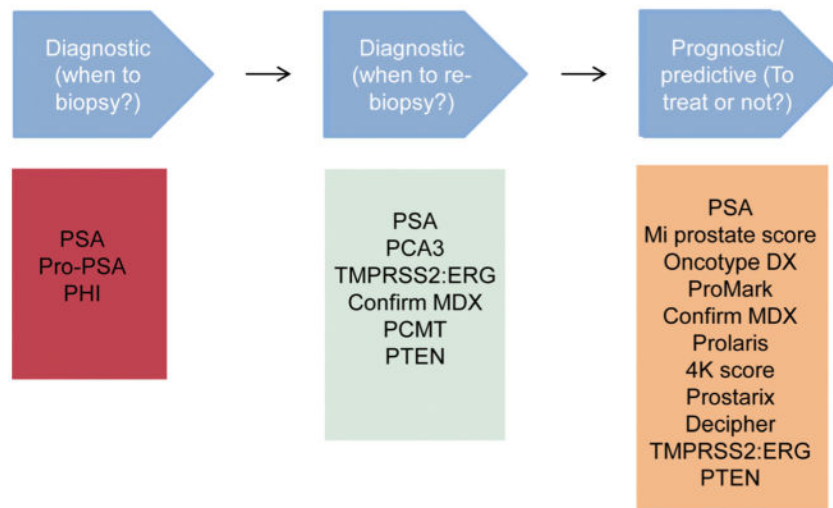 Diagnostic
(when to
biopsy?)
Diagnostic
(when to re-
biopsy?)
Prognostic/
predictive (To
treat or not?)
PSA
Pro-PSA
PHI
PSA
PCA3
TMPRSS2:ERG
Confirm MDX
PCMT
PTEN
PSA
Mi prostate score
Oncotype DX
ProMark
Confirm MDX
Prolaris
4K score
Prostarix
Decipher
TMPRSS2:ERG
PTEN